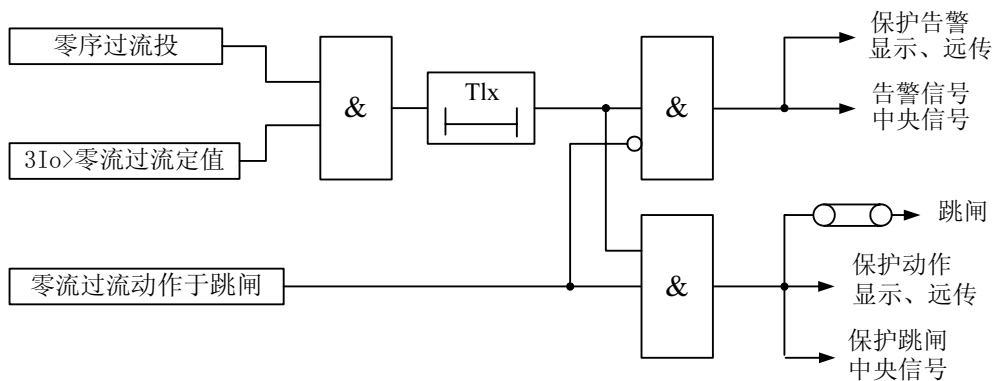 零序过流投
3Io>零流过流定值
零流过流动作于跳闸
&
Tlx
&
&
保护告警
显示、远传
告警信号
中央信号
跳闸
保护动作
显示、远传
保护跳闸
中央信号